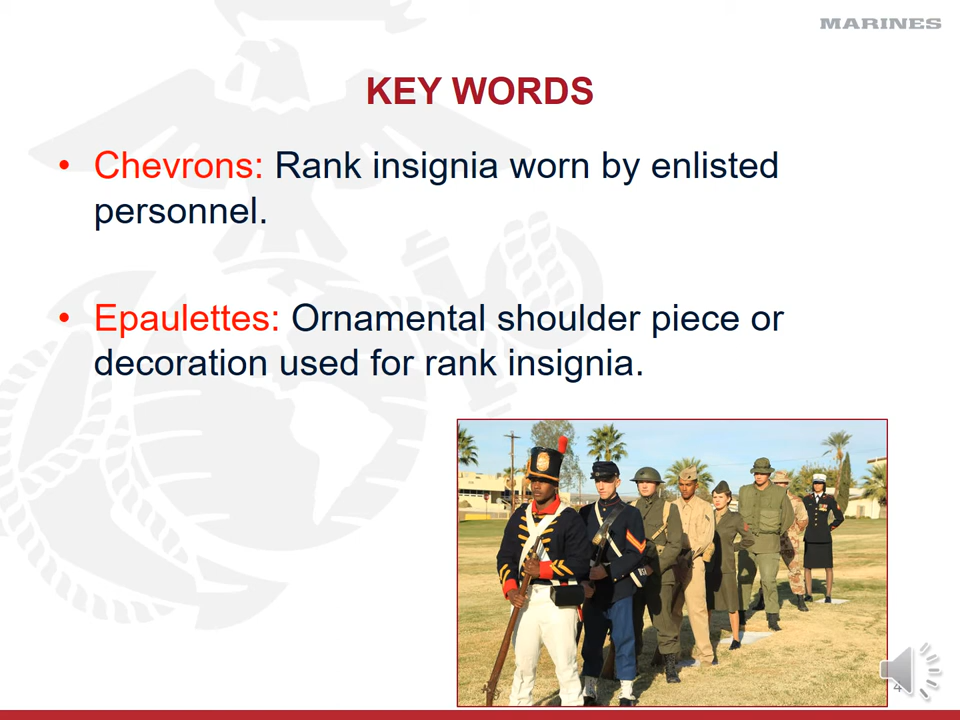 MARINES
KEY WORDS
• Chevrons: Rank insignia worn by enlisted
personnel.
• Epaulettes: Ornamental shoulder piece or
decoration used for rank insignia.
4